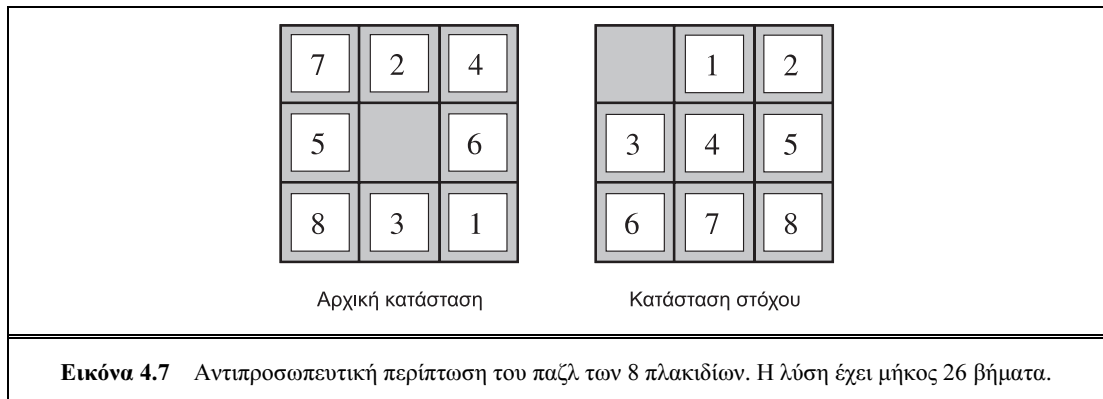 7 2 4 1 2
5 6 3 4 5
8 3 1 6 7 8
Αρχική κατάσταση Κατάσταση στόχου
Εικόνα 4.7 Αντιπροσωπευτική περίπτωση του παζλ των 8 πλακιδίων. Η λύση έχει μήκος 26 βήματα.